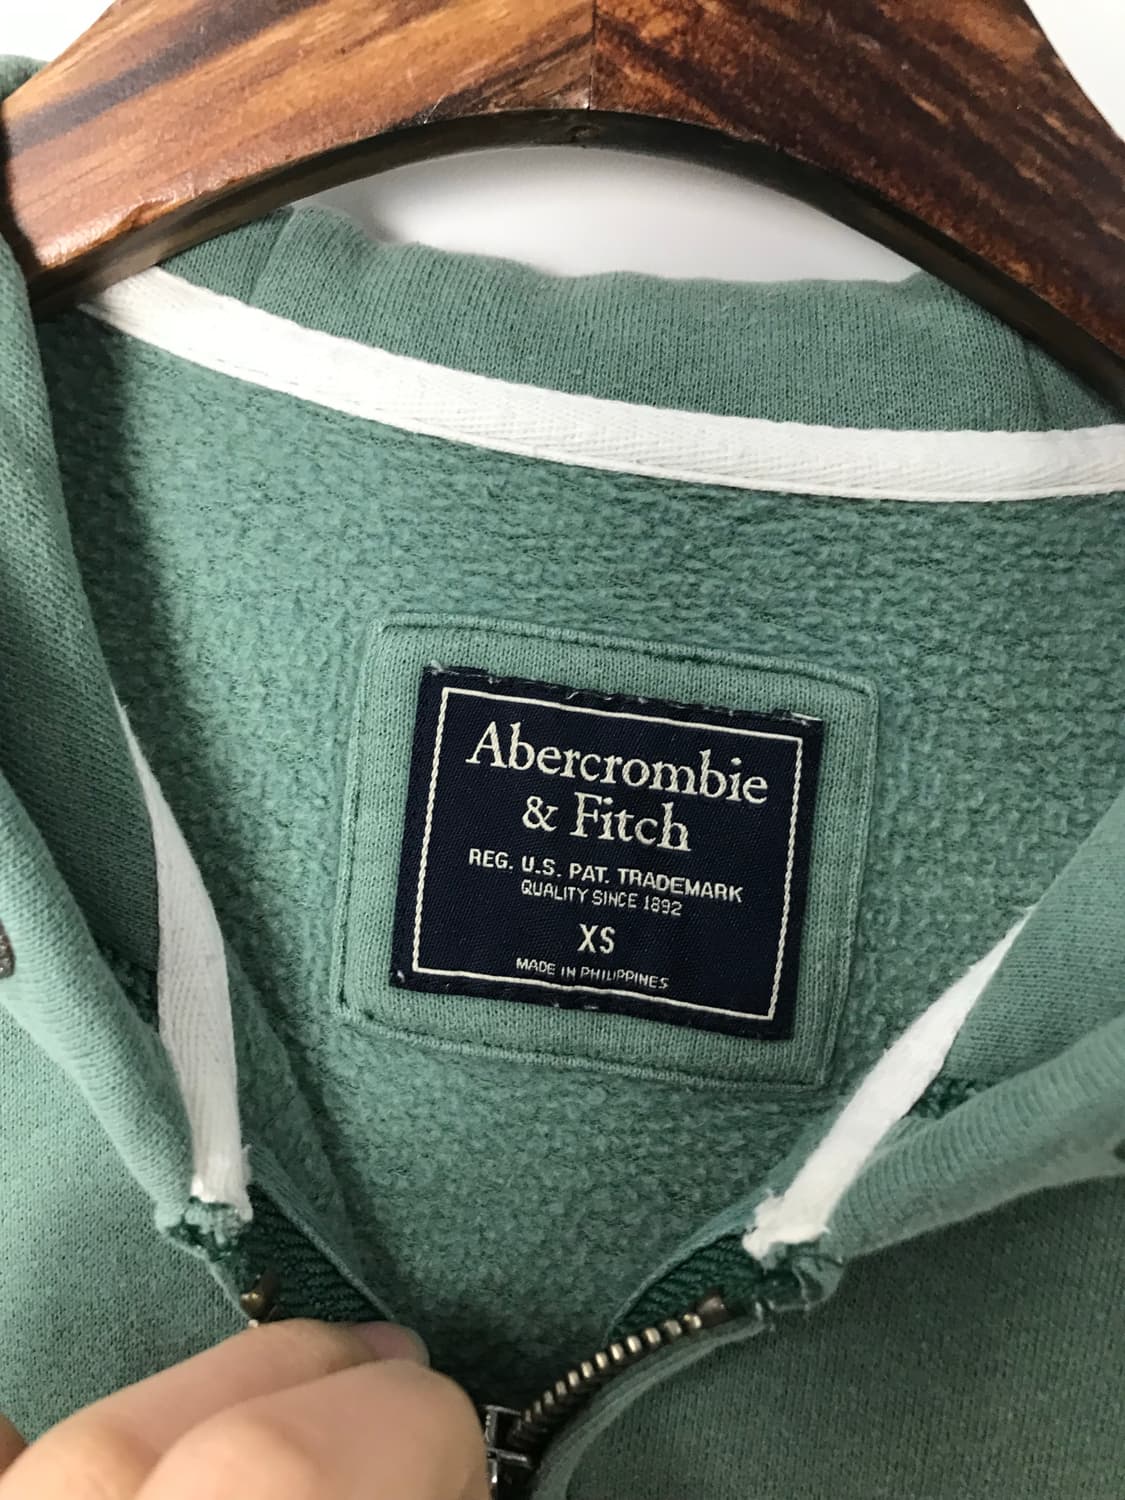 Abercrombie
& Fitch
REG. U.S. PAT. TRADEMARK
QUALITY SINCE 1892
XS
MADE IN PHILIPPINES